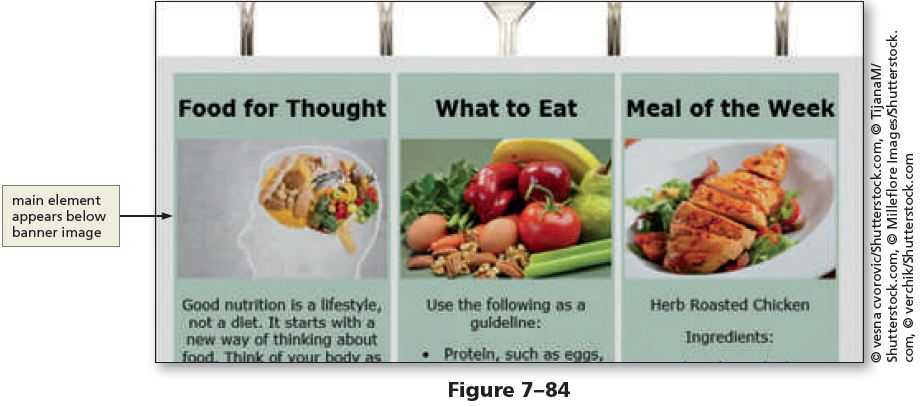 Food for Thought
Good nutrition is a lifestyle,
not a diet. It starts with a
new way of thinking about
food. Think of your body as
What to Eat
Use the following as a
guideline:
• Protein, such as eggs,
Meal of the Week
Herb Roasted Chicken
Ingredients:
main element
appears below
banner image
© vesna cvorovic/Shutterstock.com, © TijanaM/
Shutterstock.com, © Milleflore Images/Shutterstock.
com, © verchik/Shutterstock.com
Figure 7–84